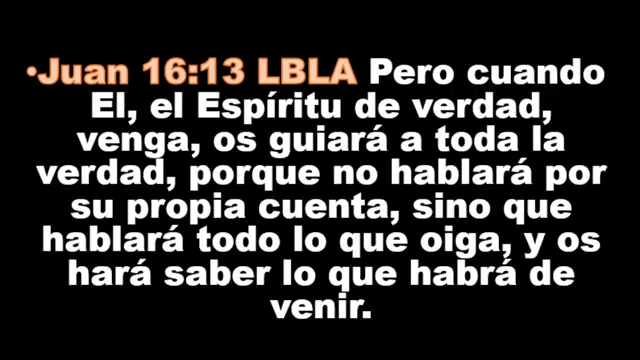 •Juan 16:13 LBLA Pero cuando
El, el Espíritu de verdad,
venga, os guiará a toda la
verdad, porque no hablará por
su propia cuenta, sino que
hablará todo lo que oiga, y os
hará saber lo que habrá de
venir.